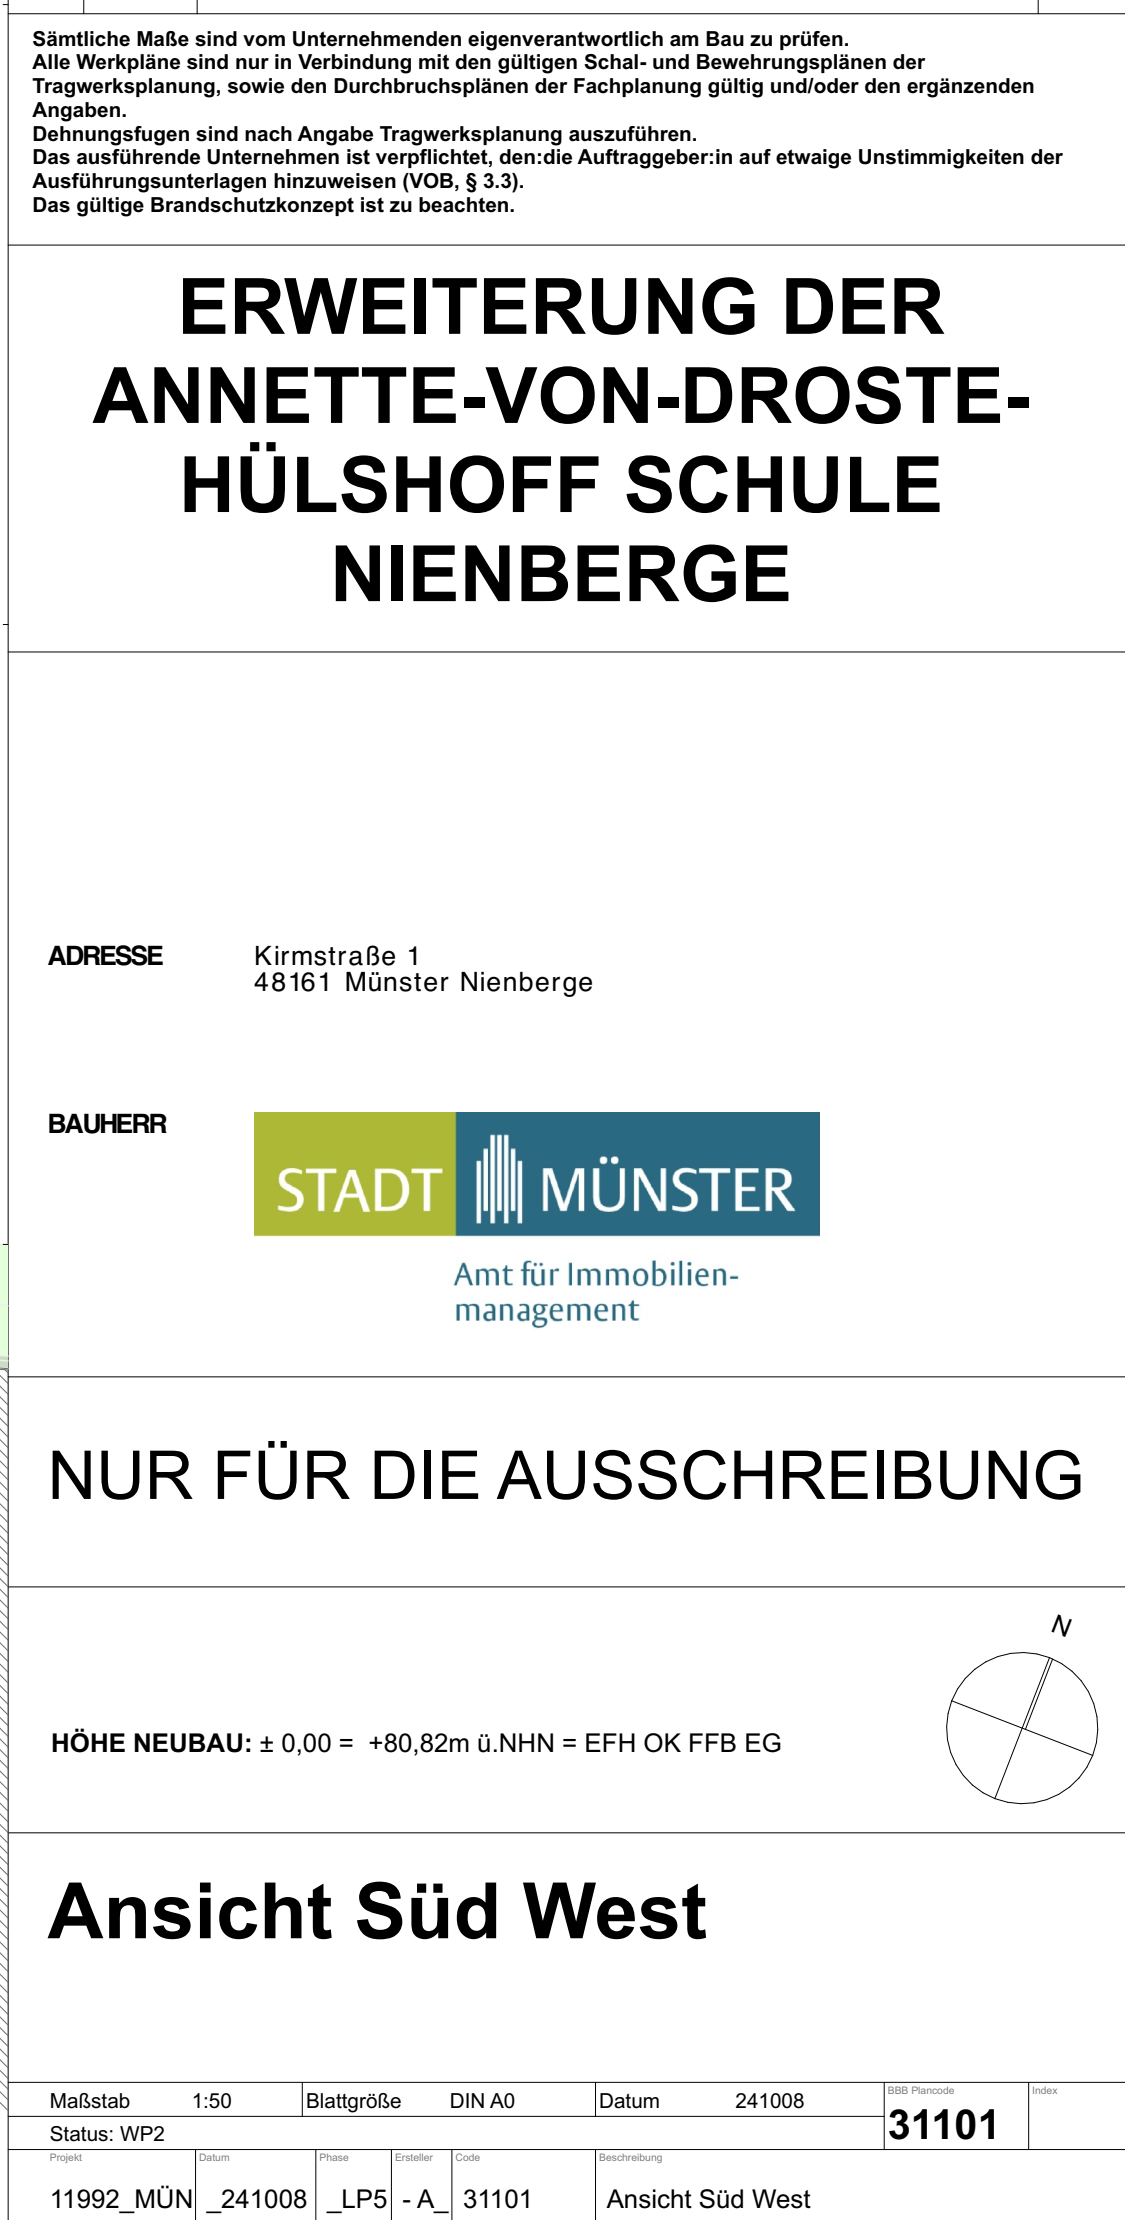 Sämtliche Maße sind vom Unternehmenden eigenverantwortlich am Bau zu prüfen.
Alle Werkpläne sind nur in Verbindung mit den gültigen Schal- und Bewehrungsplänen der
Tragwerksplanung, sowie den Durchbruchsplänen der Fachplanung gültig und/oder den ergänzenden
Angaben.
Dehnungsfugen sind nach Angabe Tragwerksplanung auszuführen.
Das ausführende Unternehmen ist verpflichtet, den:die Auftraggeber:in auf etwaige Unstimmigkeiten der
Ausführungsunterlagen hinzuweisen (VOB, § 3.3).
Das gültige Brandschutzkonzept ist zu beachten.
ERWEITERUNG DER
ANNETTE-VON-DROSTE-
HÜLSHOFF SCHULE
NIENBERGE
ADRESSE Kirmstraße 1
48161 Münster Nienberge
BAUHERR
STADT MÜNSTER
Amt für Immobilien-
management
NUR FÜR DIE AUSSCHREIBUNG
N
HÖHE NEUBAU: ± 0,00 = +80,82m ü.NHN = EFH OK FFB EG
Ansicht Süd West
Maßstab 1:50 Blattgröße DIN A0 Datum 241008 BBB Plancode Index
31101
Status: WP2
Projekt Datum Phase Ersteller Code Beschreibung
11992_MÜN _241008 _LP5 - A_ 31101 Ansicht Süd West